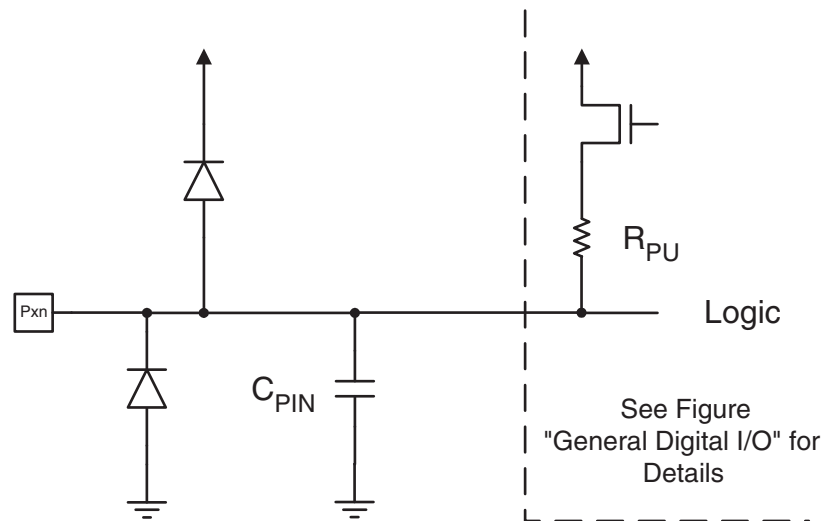 R_PU
Pxn
Logic
C_PIN
See Figure
"General Digital I/O" for
Details